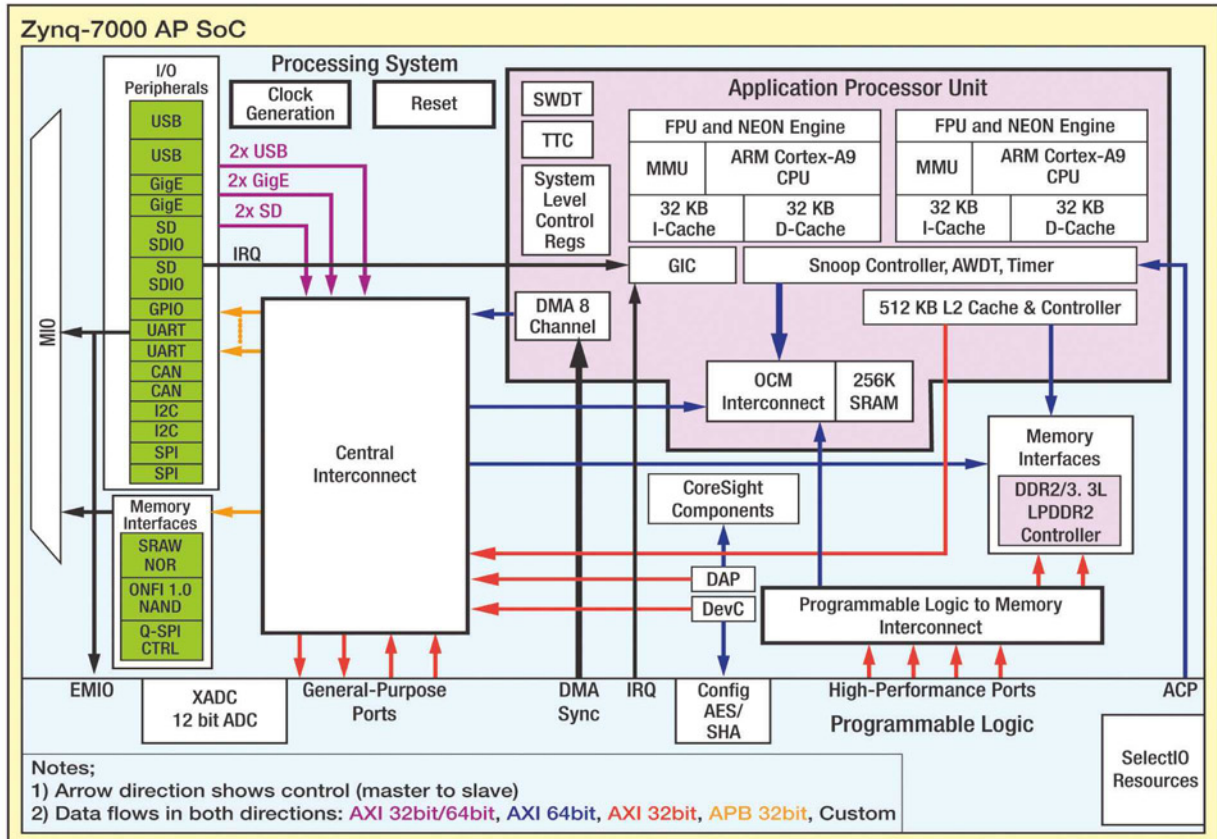 Zynq-7000 AP SoC
I/O
Peripherals
USB
USB
GigE
GigE
SD
SDIO
SD
SDIO
GPIO
UART
UART
CAN
CAN
I2C
I2C
SPI
SPI
MIO
Memory
Interfaces
SRAW
NOR
ONFI 1.0
NAND
Q-SPI
CTRL
Processing System
Clock
Generation
Reset
2x USB
2x GigE
2x SD
IRQ
Central
Interconnect
Application Processor Unit
SWDT
TTC
System
Level
Control
Regs
FPU and NEON Engine
MMU
ARM Cortex-A9
CPU
32 KB
I-Cache
32 KB
D-Cache
FPU and NEON Engine
MMU
ARM Cortex-A9
CPU
32 KB
I-Cache
32 KB
D-Cache
GIC
Snoop Controller, AWDT, Timer
DMA 8
Channel
512 KB L2 Cache & Controller
OCM
Interconnect
256K
SRAM
Memory
Interfaces
DDR2/3. 3L
LPDDR2
Controller
CoreSight
Components
DAP
DevC
Programmable Logic to Memory
Interconnect
EMIO
XADC
12 bit ADC
General-Purpose
Ports
DMA
Sync
IRQ
Config
AES/
SHA
High-Performance Ports
ACP
Programmable Logic
SelectIO
Resources
Notes;
1) Arrow direction shows control (master to slave)
2) Data flows in both directions: AXI 32bit/64bit, AXI 64bit, AXI 32bit, APB 32bit, Custom